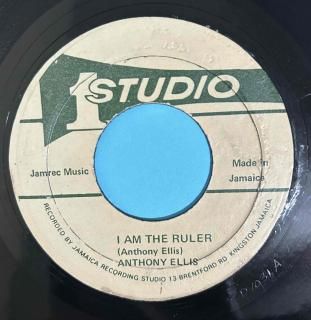 1 STUDIO
Jamrec Music
Made in
Jamaica
I AM THE RULER
(Anthony Ellis)
ANTHONY ELLIS
RECORDED BY JAMAICA RECORDING STUDIO 13 BRENTFORD RD KINGSTON JAMAICA